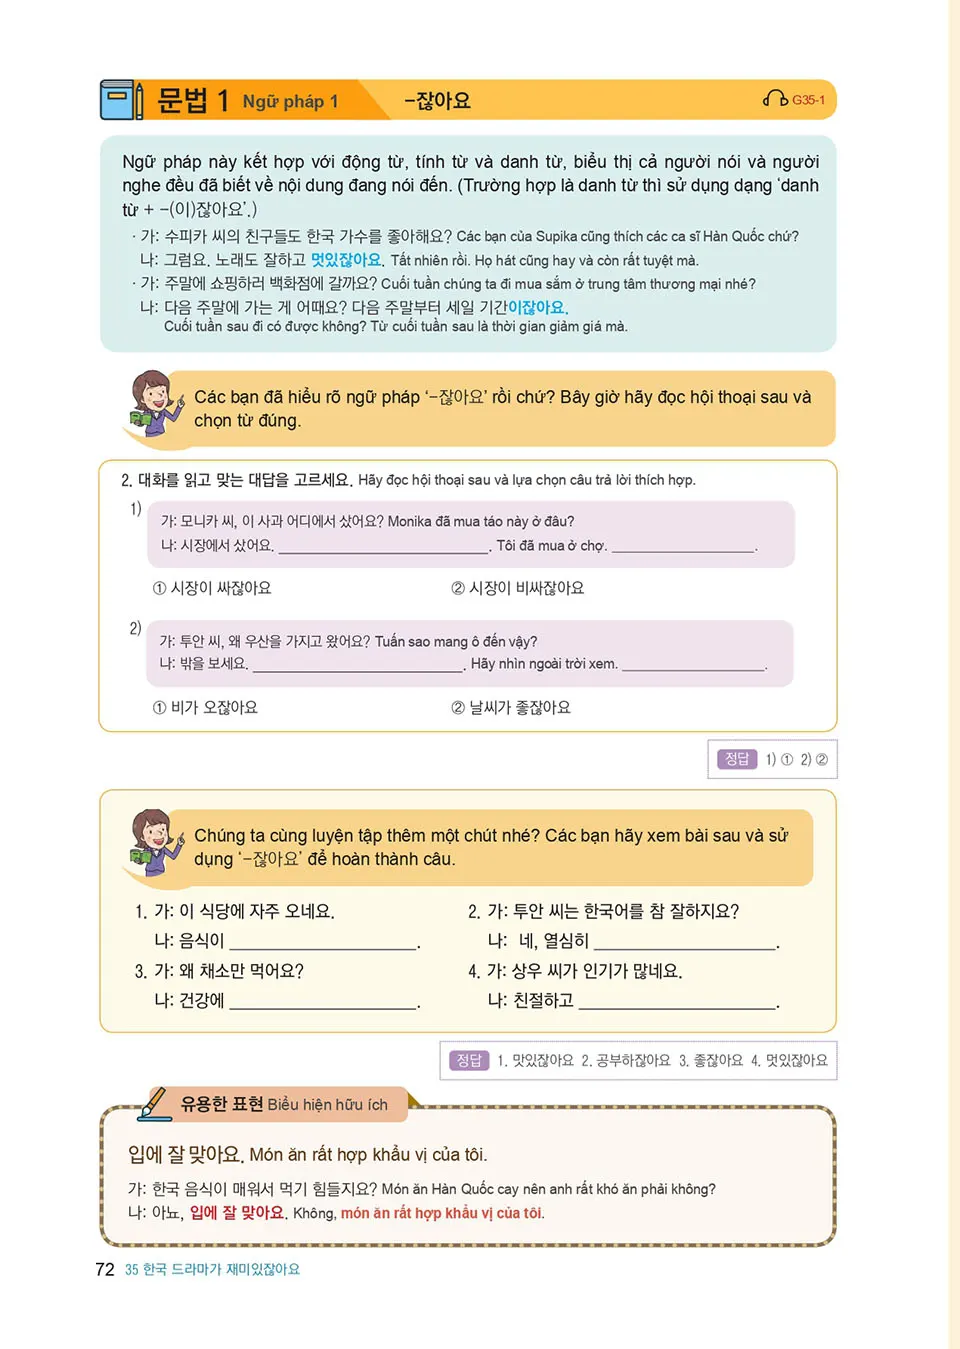 문법 1 Ngữ pháp 1 -잖아요 G35-1
Ngữ pháp này kết hợp với động từ, tính từ và danh từ, biểu thị cả người nói và người
nghe đều đã biết về nội dung đang nói đến. (Trường hợp là danh từ thì sử dụng dạng ‘danh
từ + -(이)잖아요’.)
· 가: 수피카 씨의 친구들도 한국 가수를 좋아해요? Các bạn của Supika cũng thích các ca sĩ Hàn Quốc chứ?
나: 그럼요. 노래도 잘하고 멋있잖아요. Tất nhiên rồi. Họ hát cũng hay và còn rất tuyệt mà.
· 가: 주말에 쇼핑하러 백화점에 갈까요? Cuối tuần chúng ta đi mua sắm ở trung tâm thương mại nhé?
나: 다음 주말에 가는 게 어때요? 다음 주말부터 세일 기간이잖아요.
Cuối tuần sau đi có được không? Từ cuối tuần sau là thời gian giảm giá mà.
Các bạn đã hiểu rõ ngữ pháp ‘-잖아요’ rồi chứ? Bây giờ hãy đọc hội thoại sau và
chọn từ đúng.
2. 대화를 읽고 맞는 대답을 고르세요. Hãy đọc hội thoại sau và lựa chọn câu trả lời thích hợp.
1)
가: 모니카 씨, 이 사과 어디에서 샀어요? Monika đã mua táo này ở đâu?
나: 시장에서 샀어요. ______________. Tôi đã mua ở chợ. ______________.
① 시장이 싸잖아요 ② 시장이 비싸잖아요
2)
가: 투안 씨, 왜 우산을 가지고 왔어요? Tuấn sao mang ô đến vậy?
나: 밖을 보세요. ______________. Hãy nhìn ngoài trời xem. ______________.
① 비가 오잖아요 ② 날씨가 좋잖아요
정답 1) ① 2) ②
Chúng ta cùng luyện tập thêm một chút nhé? Các bạn hãy xem bài sau và sử
dụng ‘-잖아요’ để hoàn thành câu.
1. 가: 이 식당에 자주 오네요. 2. 가: 투안 씨는 한국어를 참 잘하지요?
나: 음식이 ______________. 나: 네, 열심히 ______________.
3. 가: 왜 채소만 먹어요? 4. 가: 상우 씨가 인기가 많네요.
나: 건강에 ______________. 나: 친절하고 ______________.
정답 1. 맛있잖아요 2. 공부하잖아요 3. 좋잖아요 4. 멋있잖아요
유용한 표현 Biểu hiện hữu ích
입에 잘 맞아요. Món ăn rất hợp khẩu vị của tôi.
가: 한국 음식이 매워서 먹기 힘들지요? Món ăn Hàn Quốc cay nên anh rất khó ăn phải không?
나: 아뇨, 입에 잘 맞아요. Không, món ăn rất hợp khẩu vị của tôi.
72 35 한국 드라마가 재미있잖아요